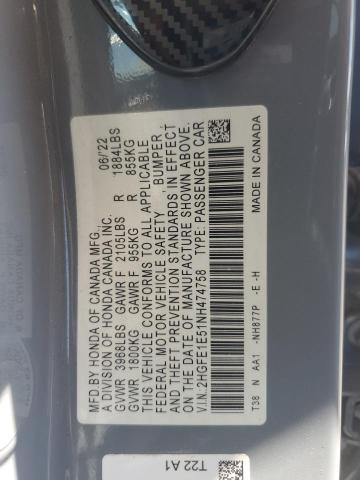 MFD. BY HONDA OF CANADA MFG. 06/'22
A DIVISION OF HONDA CANADA INC.
GVWR 3968LBS GAWR F 2105LBS R 1884LBS
GVWR 1800KG GAWR F 955KG R 855KG
THIS VEHICLE CONFORMS TO ALL APPLICABLE
FEDERAL MOTOR VEHICLE SAFETY, BUMPER,
AND THEFT PREVENTION STANDARDS IN EFFECT
ON THE DATE OF MANUFACTURE SHOWN ABOVE.
V.I.N.:2HGFE1E51NH474758 TYPE: PASSENGER CAR
T38 N AA1 -NH877P -E -H MADE IN CANADA
T22 A1